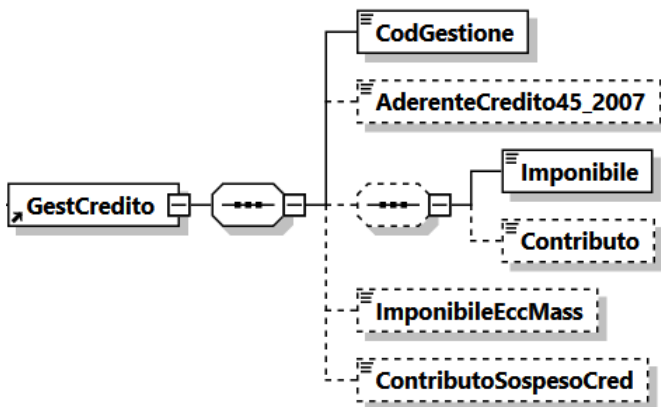 CodGestione
AderenteCredito45_2007
GestCredito
Imponibile
Contributo
ImponibileEccMass
ContributoSospesoCred